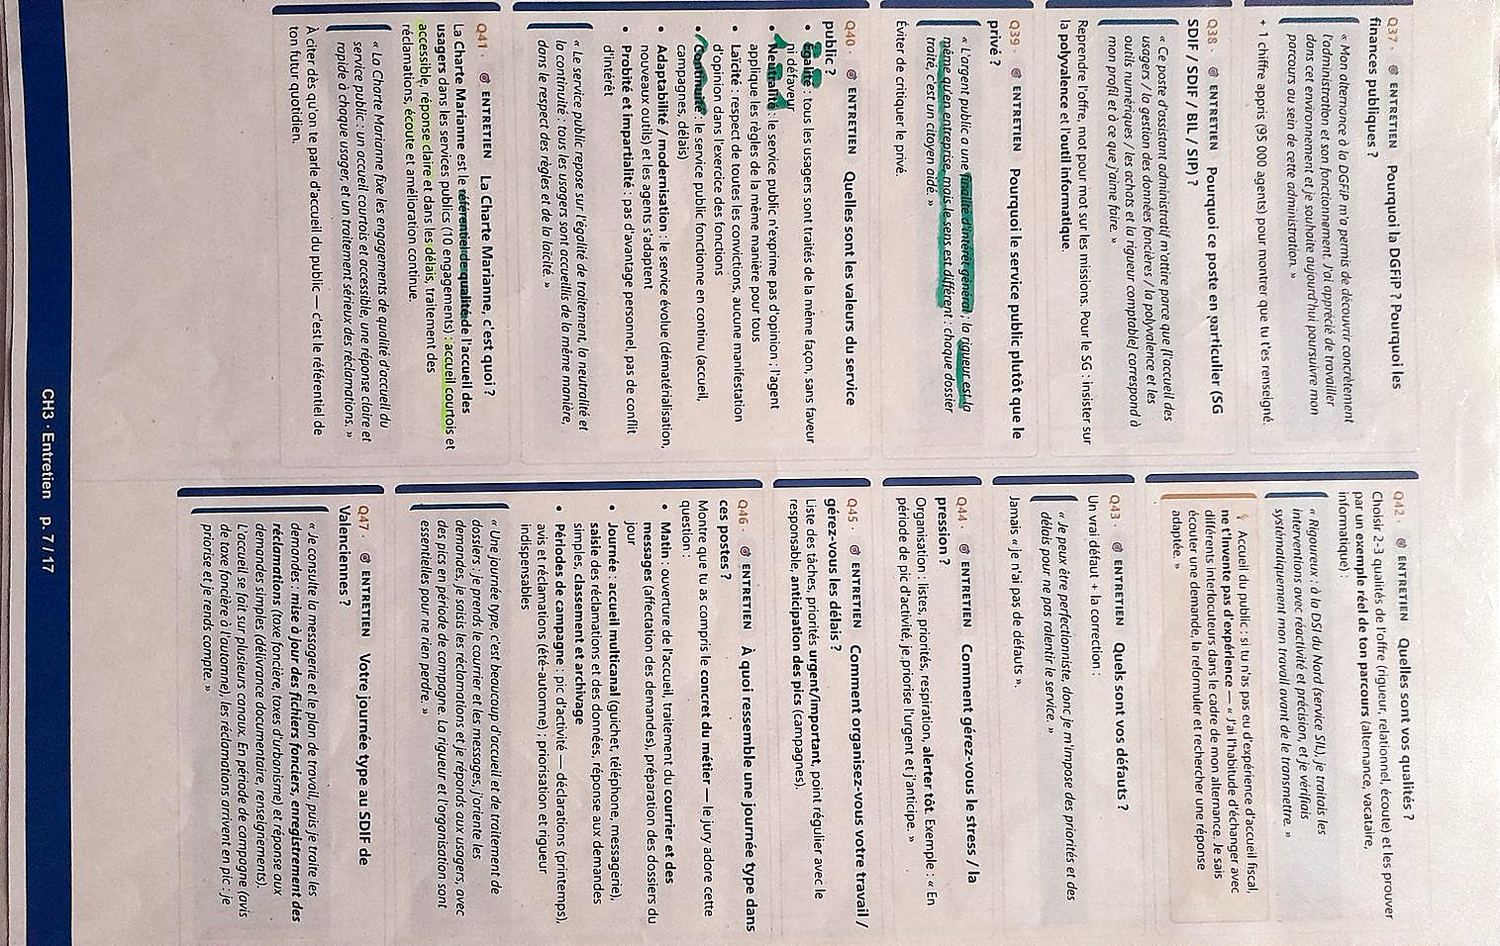 Q37 · ENTRETIEN Pourquoi la DGFiP ? Pourquoi les
finances publiques ?
« Mon alternance à la DGFiP m'a permis de découvrir concrètement
l'administration et son fonctionnement. J'ai apprécié de travailler
dans cet environnement et je souhaite aujourd'hui poursuivre mon
parcours au sein de cette administration. »
+ 1 chiffre appris (95 000 agents) pour montrer que tu t'es renseigné.
Q38 · ENTRETIEN Pourquoi ce poste en particulier (SG
SDIF / SDIF / BIL / SIP) ?
« Ce poste d'assistant administratif m'attire parce que [l'accueil des
usagers / la gestion des données foncières / la polyvalence et les
outils numériques / les achats et la rigueur comptable] correspond à
mon profil et à ce que j'aime faire. »
Reprendre l'offre, mot pour mot sur les missions. Pour le SG : insister sur
la polyvalence et l'outil informatique.
Q39 · ENTRETIEN Pourquoi le service public plutôt que le
privé ?
« L'argent public a une finalité d'intérêt général ; la rigueur est la
même qu'en entreprise, mais le sens est différent : chaque dossier
traité, c'est un citoyen aidé. »
Éviter de critiquer le privé.
Q40 · ENTRETIEN Quelles sont les valeurs du service
public ?
• Égalité : tous les usagers sont traités de la même façon, sans faveur
ni défaveur
• Neutralité : le service public n'exprime pas d'opinion ; l'agent
applique les règles de la même manière pour tous
• Laïcité : respect de toutes les convictions, aucune manifestation
d'opinion dans l'exercice des fonctions
• Continuité : le service public fonctionne en continu (accueil,
campagnes, délais)
• Adaptabilité / modernisation : le service évolue (dématérialisation,
nouveaux outils) et les agents s'adaptent
• Probité et impartialité : pas d'avantage personnel, pas de conflit
d'intérêt
« Le service public repose sur l'égalité de traitement, la neutralité et
la continuité : tous les usagers sont accueillis de la même manière,
dans le respect des règles et de la laïcité. »
Q41 · ENTRETIEN La Charte Marianne, c'est quoi ?
La Charte Marianne est le référentiel de qualité de l'accueil des
usagers dans les services publics (10 engagements) : accueil courtois et
accessible, réponse claire et dans les délais, traitement des
réclamations, écoute et amélioration continue.
« La Charte Marianne fixe les engagements de qualité d'accueil du
service public : un accueil courtois et accessible, une réponse claire et
rapide à chaque usager, et un traitement sérieux des réclamations. »
À citer dès qu'on te parle d'accueil du public — c'est le référentiel de
ton futur quotidien.
Q42 · ENTRETIEN Quelles sont vos qualités ?
Choisir 2-3 qualités de l'offre (rigueur, relationnel, écoute) et les prouver
par un exemple réel de ton parcours (alternance, vacataire,
informatique) :
« Rigoureux : à la DSI du Nord (service SIL) je traitais les
interventions avec réactivité et précision, et je vérifiais
systématiquement mon travail avant de le transmettre. »
Accueil du public : si tu n'as pas eu d'expérience d'accueil fiscal,
ne t'invente pas d'expérience — « J'ai l'habitude d'échanger avec
différents interlocuteurs dans le cadre de mon alternance. Je sais
écouter une demande, la reformuler et rechercher une réponse
adaptée. »
Q43 · ENTRETIEN Quels sont vos défauts ?
Un vrai défaut + la correction :
« Je peux être perfectionniste, donc je m'impose des priorités et des
délais pour ne pas ralentir le service. »
Jamais « je n'ai pas de défauts ».
Q44 · ENTRETIEN Comment gérez-vous le stress / la
pression ?
Organisation : listes, priorités, respiration, alerter tôt. Exemple : « En
période de pic d'activité, je priorise l'urgent et j'anticipe. »
Q45 · ENTRETIEN Comment organisez-vous votre travail /
gérez-vous les délais ?
Liste des tâches, priorités urgent/important, point régulier avec le
responsable, anticipation des pics (campagnes).
Q46 · ENTRETIEN À quoi ressemble une journée type dans
ces postes ?
Montre que tu as compris le concret du métier — le jury adore cette
question :
• Matin : ouverture de l'accueil, traitement du courrier et des
messages (affectation des demandes), préparation des dossiers du
jour
• Journée : accueil multicanal (guichet, téléphone, messagerie),
saisie des réclamations et des données, réponse aux demandes
simples, classement et archivage
• Périodes de campagne : pic d'activité — déclarations (printemps),
avis et réclamations (été-automne) ; priorisation et rigueur
indispensables
« Une journée type, c'est beaucoup d'accueil et de traitement de
dossiers : je prends le courrier et les messages, j'oriente les
demandes, je saisis les réclamations et je réponds aux usagers, avec
des pics en période de campagne. La rigueur et l'organisation sont
essentielles pour ne rien perdre. »
Q47 · ENTRETIEN Votre journée type au SDIF de
Valenciennes ?
« Je consulte la messagerie et le plan de travail, puis je traite les
demandes : mise à jour des fichiers fonciers, enregistrement des
réclamations (taxe foncière, taxes d'urbanisme) et réponse aux
demandes simples (délivrance documentaire, renseignements).
L'accueil se fait sur plusieurs canaux. En période de campagne (avis
de taxe foncière à l'automne), les réclamations arrivent en pic : je
priorise et je rends compte. »
CH3 · Entretien p. 7 / 17